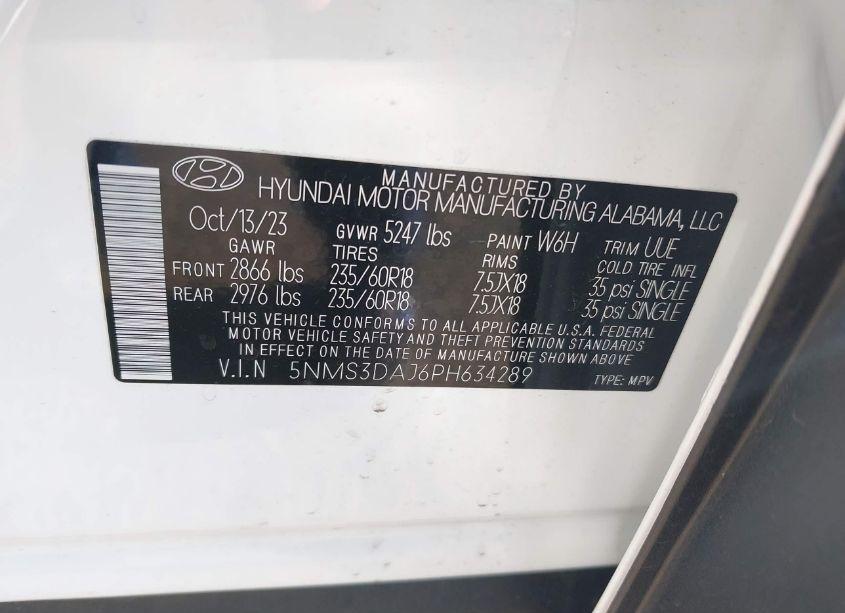 MANUFACTURED BY
HYUNDAI MOTOR MANUFACTURING ALABAMA, LLC
Oct/13/23 GVWR 5247 lbs PAINT W6H TRIM UUE
GAWR TIRES RIMS COLD TIRE INFL
FRONT 2866 lbs 235/60R18 7.5JX18 35 psi SINGLE
REAR 2976 lbs 235/60R18 7.5JX18 35 psi SINGLE
THIS VEHICLE CONFORMS TO ALL APPLICABLE U.S.A. FEDERAL
MOTOR VEHICLE SAFETY AND THEFT PREVENTION STANDARDS
IN EFFECT ON THE DATE OF MANUFACTURE SHOWN ABOVE
V.I.N 5NMS3DAJ6PH634289 TYPE: MPV